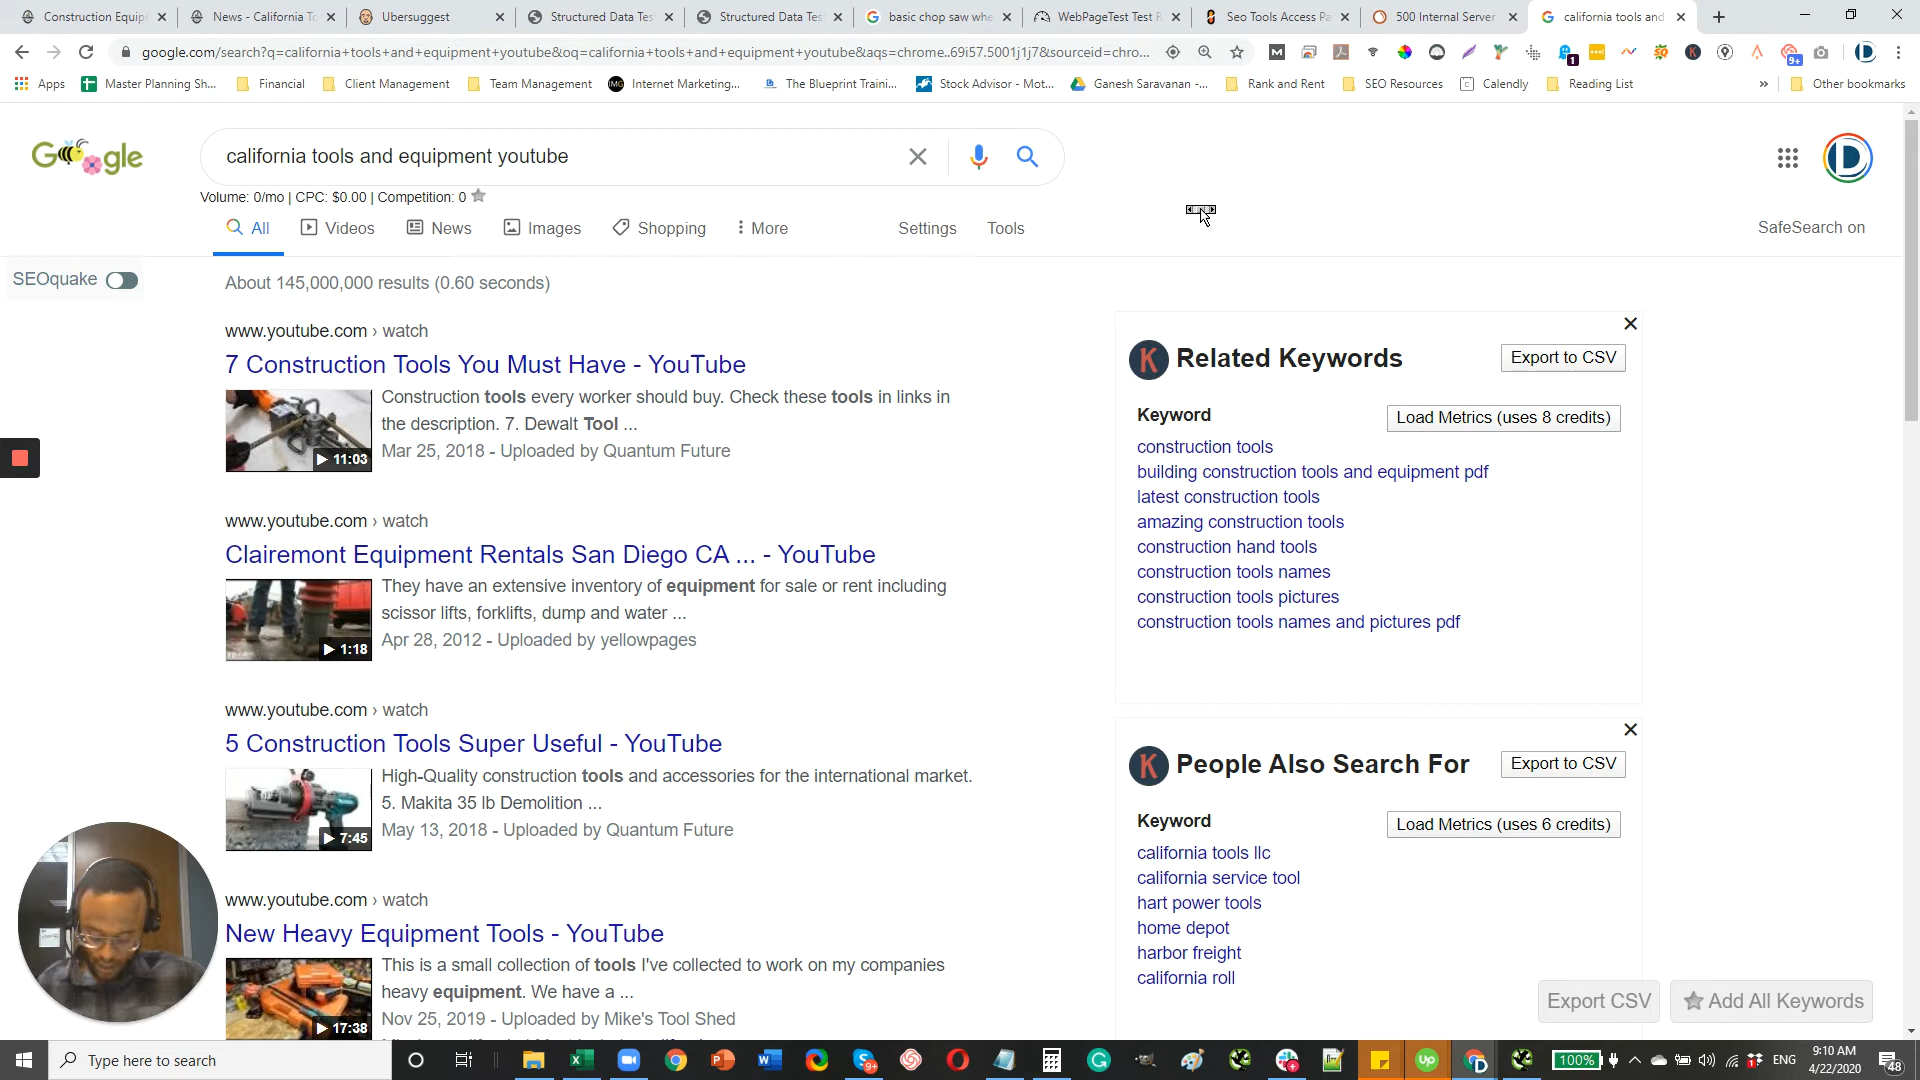 Construction Equip
News - California To
Ubersuggest
Structured Data Tes
Structured Data Tes
basic chop saw whe
WebPageTest Test R
Seo Tools Access Pa
500 Internal Server
california tools and
google.com/search?q=california+tools+and+equipment+youtube&oq=california+tools+and+equipment+youtube&aqs=chrome..69i57.5001j1j7&sourceid=chro...
Apps
Master Planning Sh...
Financial
Client Management
Team Management
Internet Marketing...
The Blueprint Traini...
Stock Advisor - Mot...
Ganesh Saravanan -...
Rank and Rent
SEO Resources
Calendly
Reading List
»
Other bookmarks
Google
california tools and equipment youtube
Volume: 0/mo | CPC: $0.00 | Competition: 0
All
Videos
News
Images
Shopping
More
Settings
Tools
SafeSearch on
SEOquake
About 145,000,000 results (0.60 seconds)
www.youtube.com › watch
7 Construction Tools You Must Have - YouTube
Construction tools every worker should buy. Check these tools in links in
the description. 7. Dewalt Tool ...
Mar 25, 2018 - Uploaded by Quantum Future
11:03
www.youtube.com › watch
Clairemont Equipment Rentals San Diego CA ... - YouTube
They have an extensive inventory of equipment for sale or rent including
scissor lifts, forklifts, dump and water ...
Apr 28, 2012 - Uploaded by yellowpages
1:18
www.youtube.com › watch
5 Construction Tools Super Useful - YouTube
High-Quality construction tools and accessories for the international market.
5. Makita 35 lb Demolition ...
May 13, 2018 - Uploaded by Quantum Future
7:45
www.youtube.com › watch
New Heavy Equipment Tools - YouTube
This is a small collection of tools I've collected to work on my companies
heavy equipment. We have a ...
Nov 25, 2019 - Uploaded by Mike's Tool Shed
17:38
K Related Keywords
Export to CSV
Keyword
Load Metrics (uses 8 credits)
construction tools
building construction tools and equipment pdf
latest construction tools
amazing construction tools
construction hand tools
construction tools names
construction tools pictures
construction tools names and pictures pdf
K People Also Search For
Export to CSV
Keyword
Load Metrics (uses 6 credits)
california tools llc
california service tool
hart power tools
home depot
harbor freight
california roll
Export CSV
Add All Keywords
Type here to search
100%
ENG
9:10 AM
4/22/2020
48